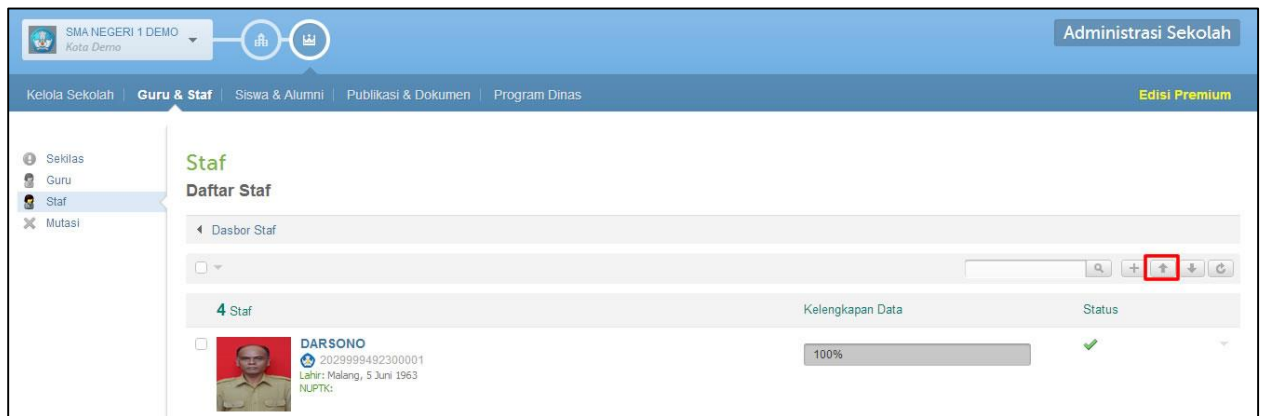 SMA NEGERI 1 DEMO
Kota Demo
Administrasi Sekolah
Kelola Sekolah | Guru & Staf | Siswa & Alumni | Publikasi & Dokumen | Program Dinas
Edisi Premium
Sekilas
Guru
Staf
Mutasi
Staf
Daftar Staf
Dasbor Staf
4 Staf
Kelengkapan Data
Status
DARSONO
2029999492300001
Lahir: Malang, 5 Juni 1963
NUPTK:
100%